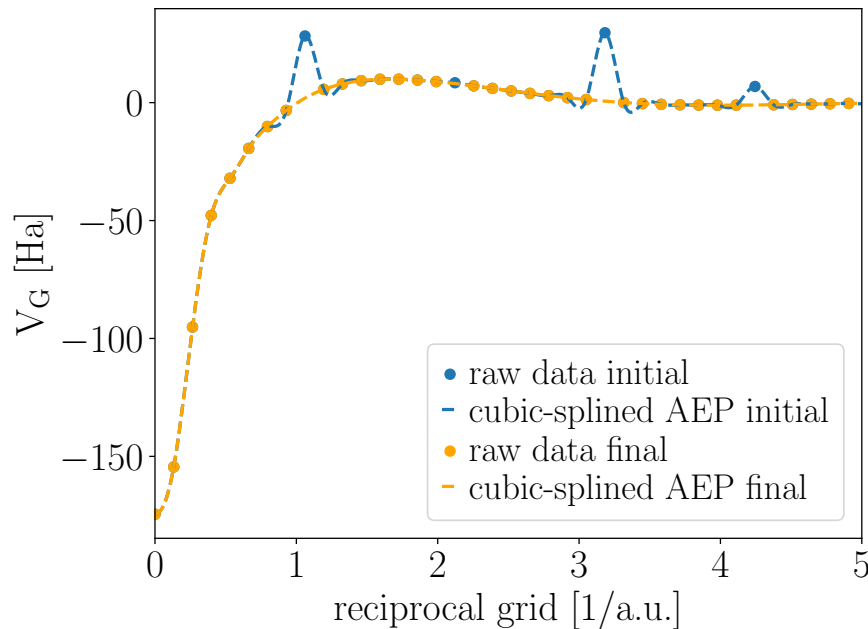 0
−50
−100
−150
V_G [Ha]
0 1 2 3 4 5
reciprocal grid [1/a.u.]
raw data initial
cubic-splined AEP initial
raw data final
cubic-splined AEP final